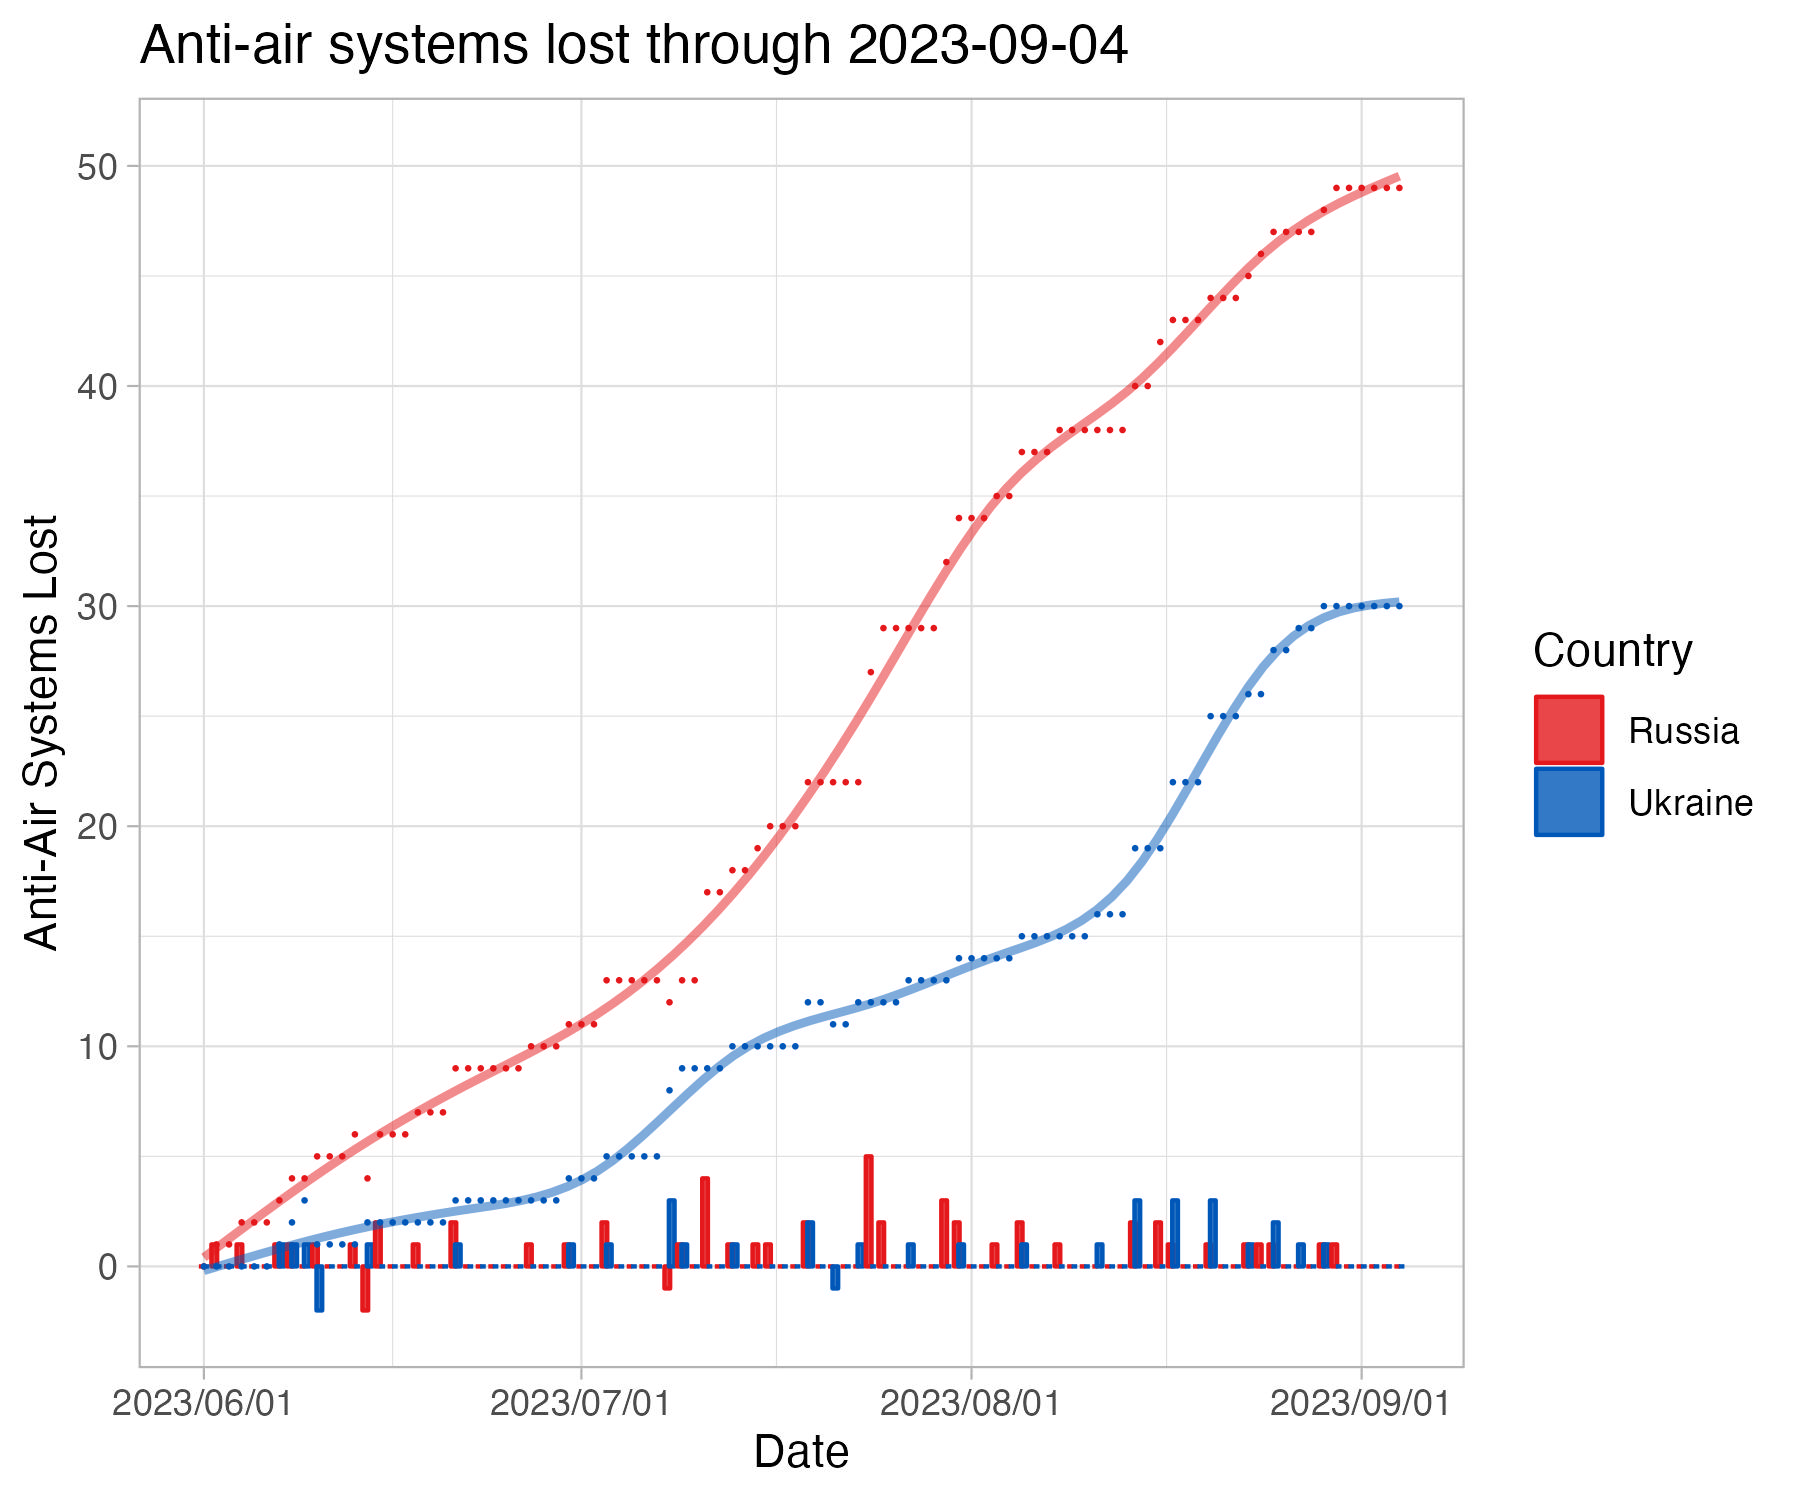 Anti-air systems lost through 2023-09-04
Anti-Air Systems Lost
50
40
30
20
10
0
2023/06/01
2023/07/01
2023/08/01
2023/09/01
Date
Country
Russia
Ukraine